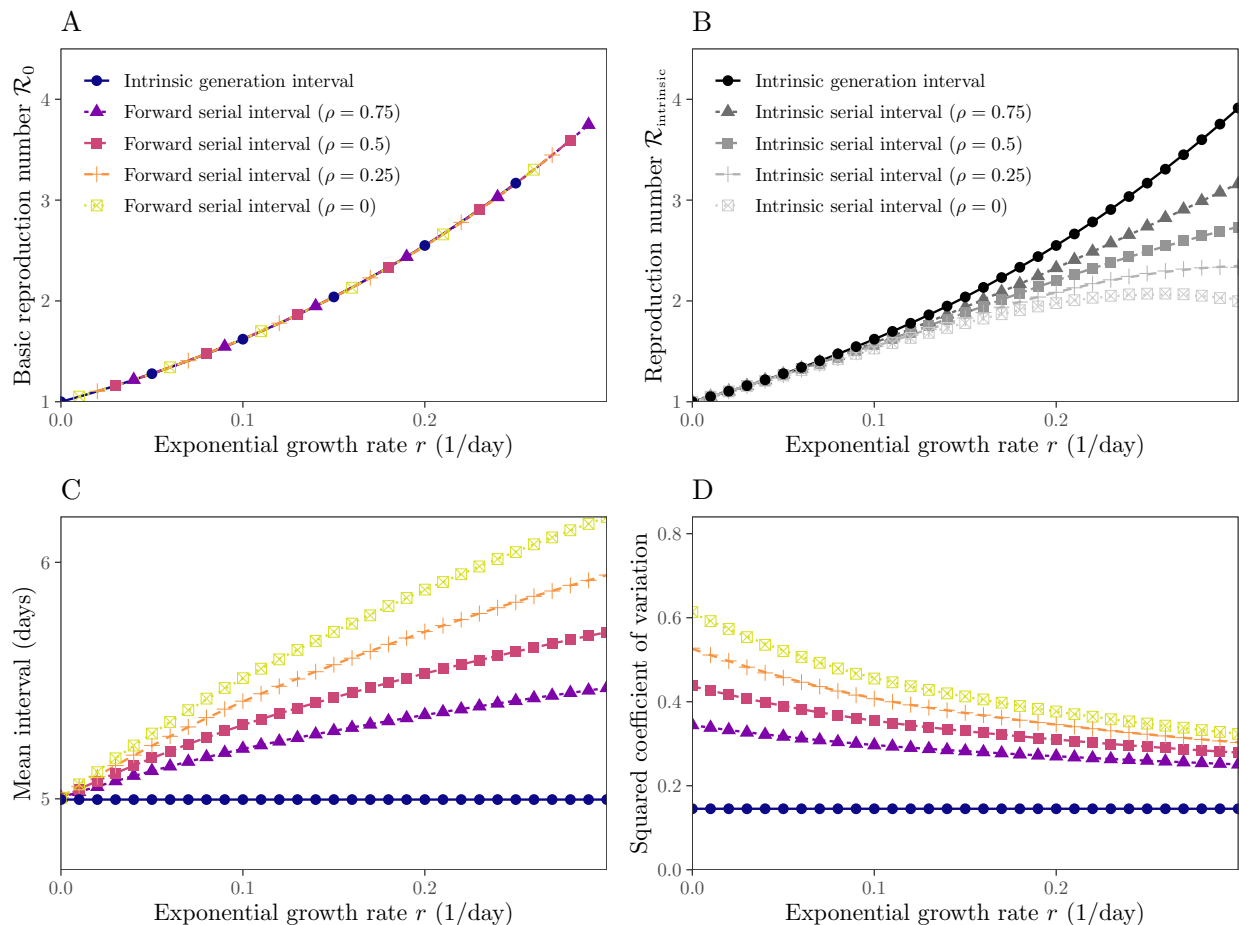 A
Basic reproduction number R₀
4
3
2
1
Intrinsic generation interval
Forward serial interval (ρ = 0.75)
Forward serial interval (ρ = 0.5)
Forward serial interval (ρ = 0.25)
Forward serial interval (ρ = 0)
0.0
0.1
0.2
Exponential growth rate r (1/day)
B
Reproduction number R_intrinsic
4
3
2
1
Intrinsic generation interval
Intrinsic serial interval (ρ = 0.75)
Intrinsic serial interval (ρ = 0.5)
Intrinsic serial interval (ρ = 0.25)
Intrinsic serial interval (ρ = 0)
0.0
0.1
0.2
Exponential growth rate r (1/day)
C
Mean interval (days)
6
5
0.0
0.1
0.2
Exponential growth rate r (1/day)
D
Squared coefficient of variation
0.8
0.6
0.4
0.2
0.0
0.0
0.1
0.2
Exponential growth rate r (1/day)